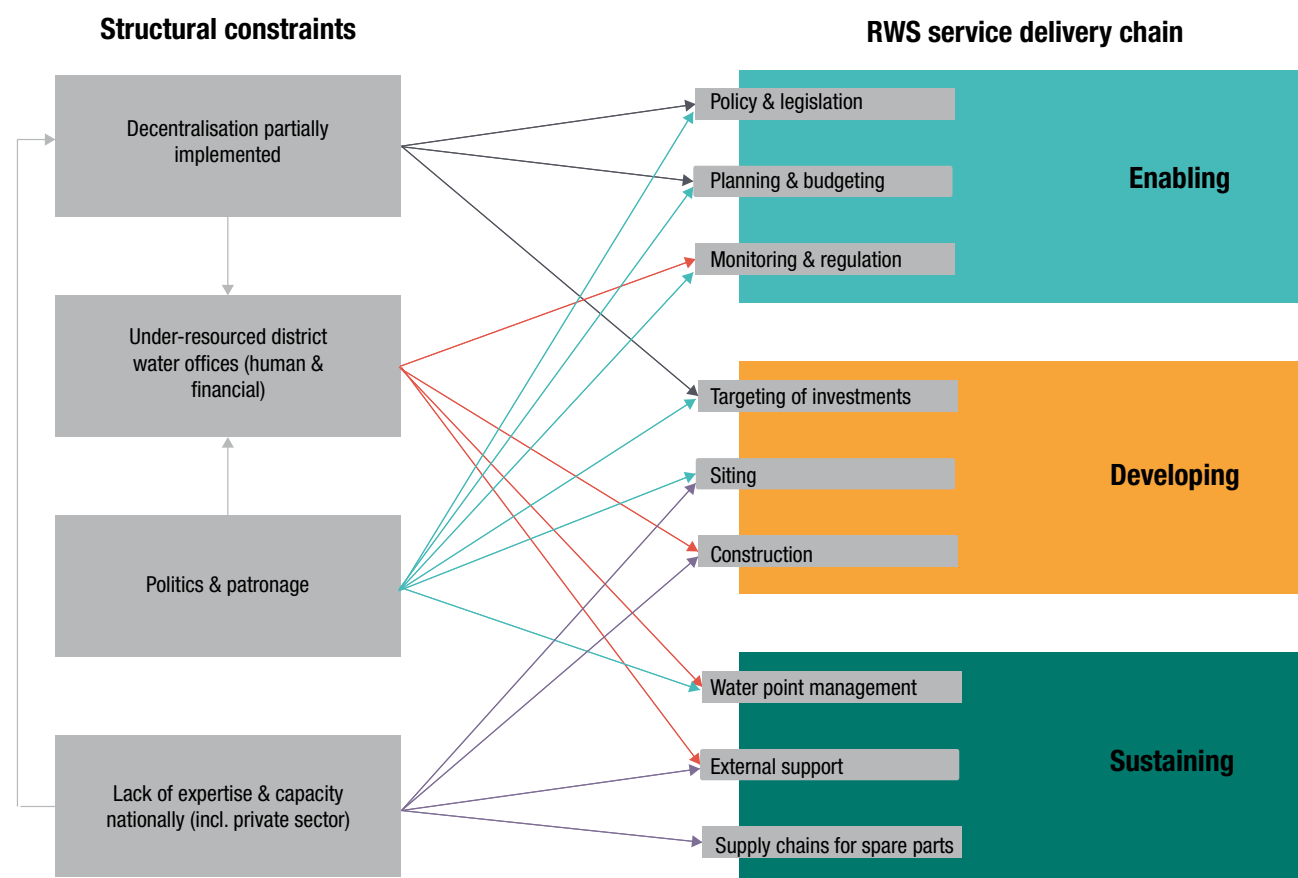 Structural constraints
RWS service delivery chain
Decentralisation partially
implemented
Under-resourced district
water offices (human &
financial)
Politics & patronage
Lack of expertise & capacity
nationally (incl. private sector)
Policy & legislation
Planning & budgeting
Monitoring & regulation
Enabling
Targeting of investments
Siting
Construction
Developing
Water point management
External support
Supply chains for spare parts
Sustaining